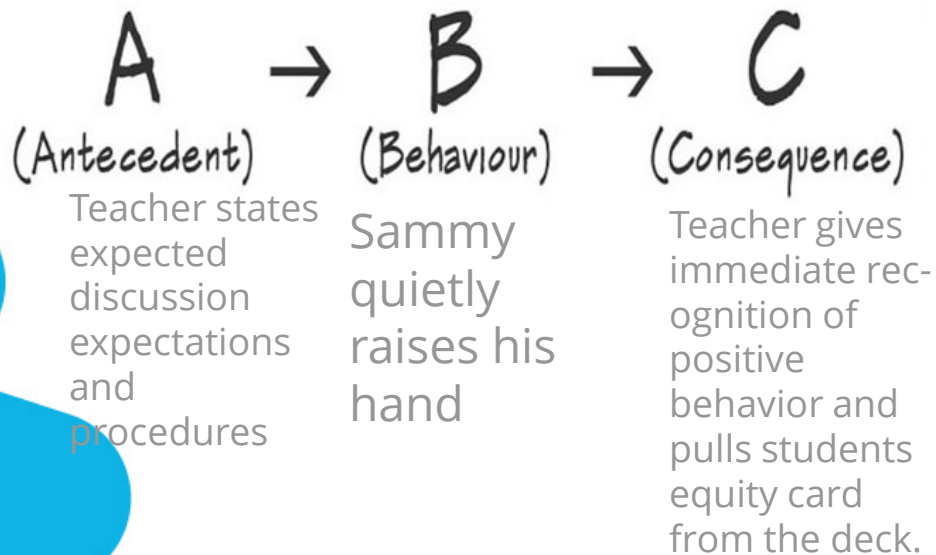 A → B → C
(Antecedent) (Behaviour) (Consequence)
Teacher states
expected
discussion
expectations
and
procedures
Sammy
quietly
raises his
hand
Teacher gives
immediate rec-
ognition of
positive
behavior and
pulls students
equity card
from the deck.